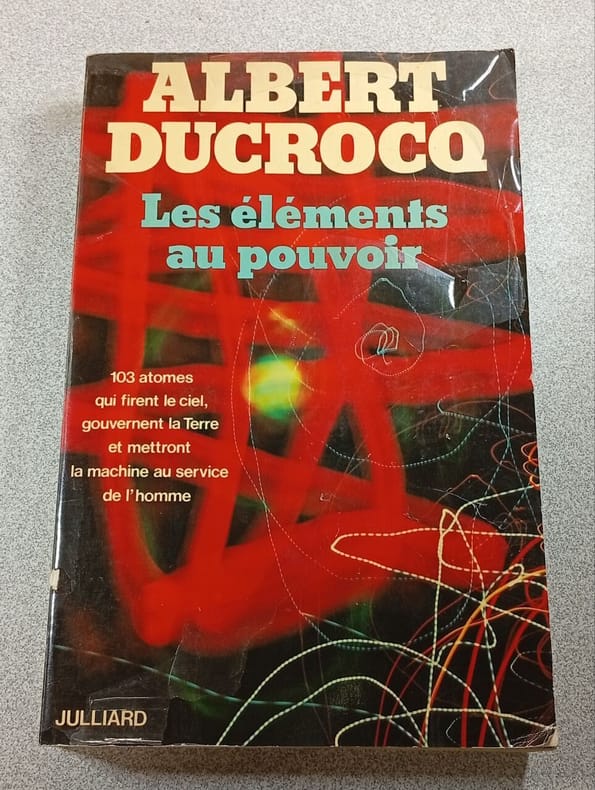 ALBERT
DUCROCQ
Les éléments
au pouvoir
103 atomes
qui firent le ciel,
gouvernent la Terre
et mettront
la machine au service
de l'homme
JULLIARD